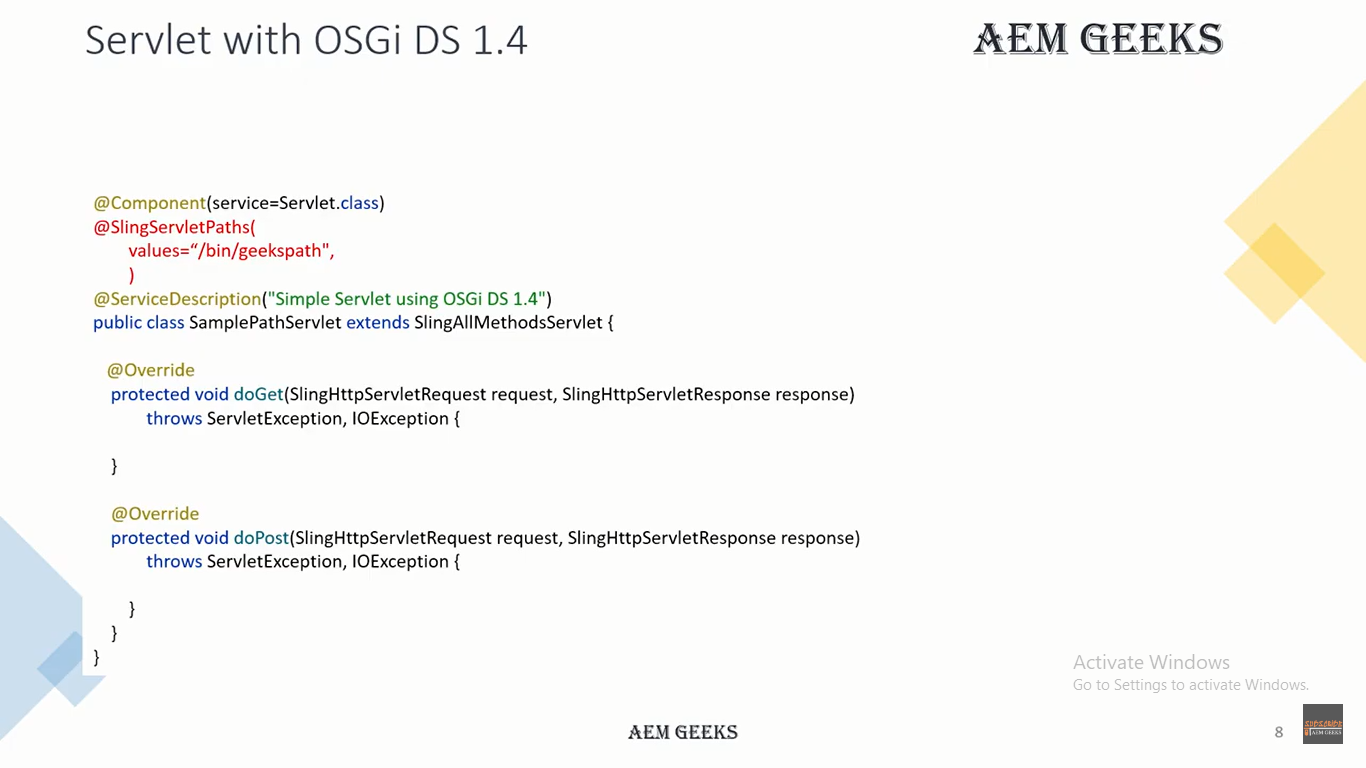 Servlet with OSGi DS 1.4
AEM GEEKS
@Component(service=Servlet.class)
@SlingServletPaths(
values=“/bin/geekspath",
)
@ServiceDescription("Simple Servlet using OSGi DS 1.4")
public class SamplePathServlet extends SlingAllMethodsServlet {
@Override
protected void doGet(SlingHttpServletRequest request, SlingHttpServletResponse response)
throws ServletException, IOException {
}
@Override
protected void doPost(SlingHttpServletRequest request, SlingHttpServletResponse response)
throws ServletException, IOException {
}
}
}
Activate Windows
Go to Settings to activate Windows.
AEM GEEKS
8
SUBSCRIBE
AEM GEEKS